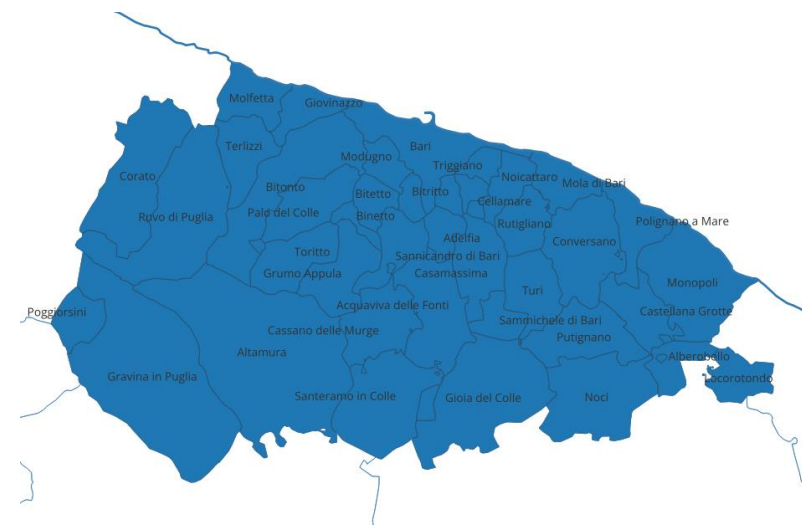 Molfetta
Giovinazzo
Terlizzi
Bari
Modugno
Triggiano
Corato
Noicattaro
Mola di Bari
Bitonto
Bitetto
Bitritto
Cellamare
Ruvo di Puglia
Palo del Colle
Binetto
Rutigliano
Polignano a Mare
Adelfia
Conversano
Toritto
Sannicandro di Bari
Grumo Appula
Casamassima
Turi
Monopoli
Poggiorsini
Acquaviva delle Fonti
Castellana Grotte
Sammichele di Bari
Cassano delle Murge
Putignano
Altamura
Alberobello
Gravina in Puglia
Locorotondo
Santeramo in Colle
Gioia del Colle
Noci